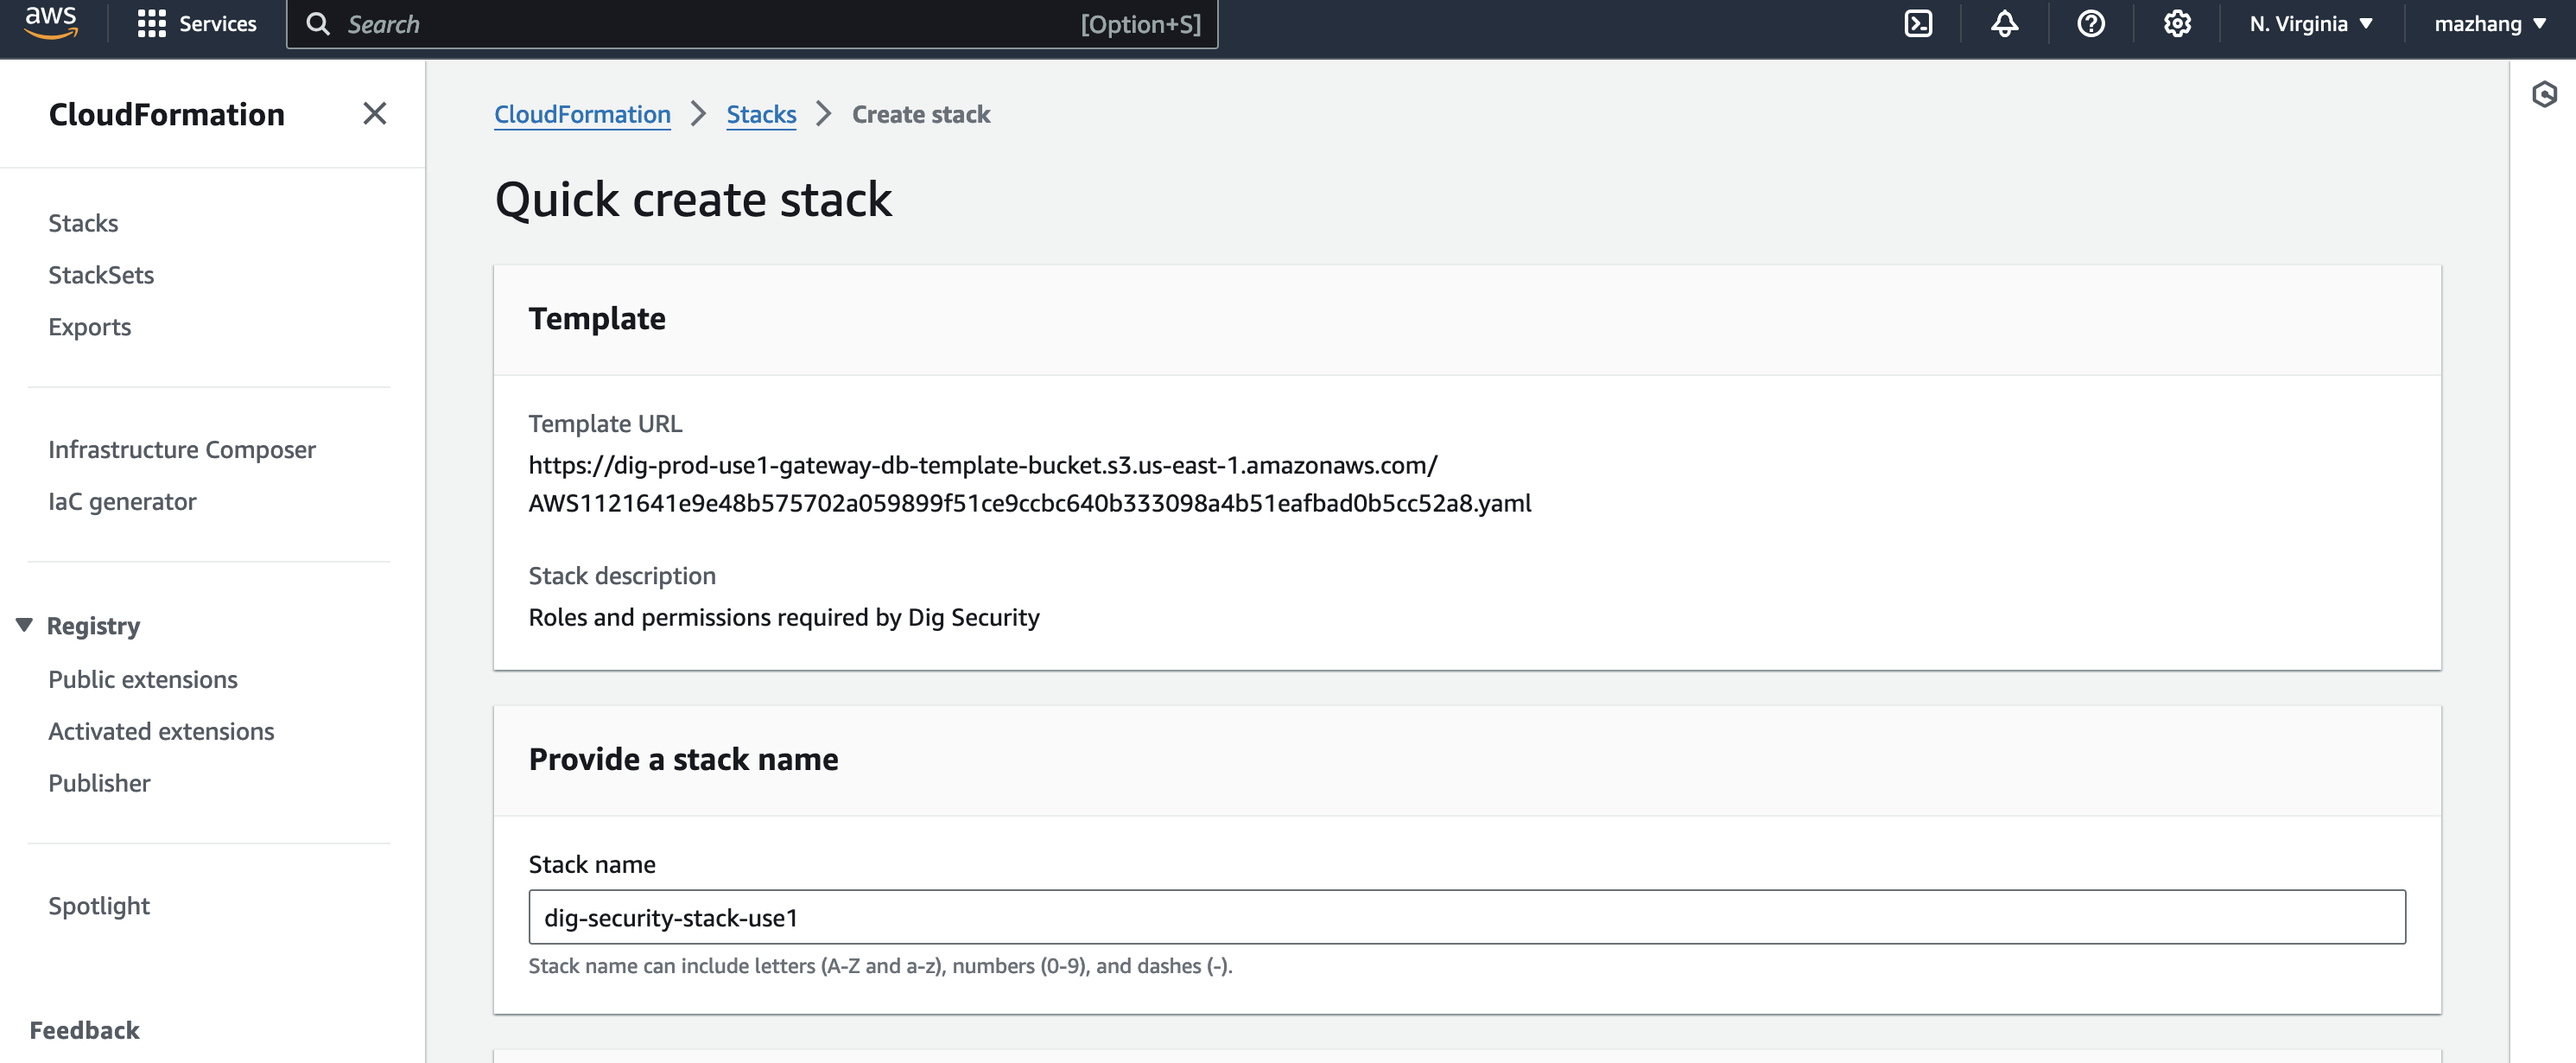 aws
Services
Search
[Option+S]
N. Virginia
mazhang
CloudFormation
Stacks
StackSets
Exports
Infrastructure Composer
IaC generator
Registry
Public extensions
Activated extensions
Publisher
Spotlight
Feedback
CloudFormation
Stacks
Create stack
Quick create stack
Template
Template URL
https://dig-prod-use1-gateway-db-template-bucket.s3.us-east-1.amazonaws.com/
AWS1121641e9e48b575702a059899f51ce9ccbc640b333098a4b51eafbad0b5cc52a8.yaml
Stack description
Roles and permissions required by Dig Security
Provide a stack name
Stack name
dig-security-stack-use1
Stack name can include letters (A-Z and a-z), numbers (0-9), and dashes (-).